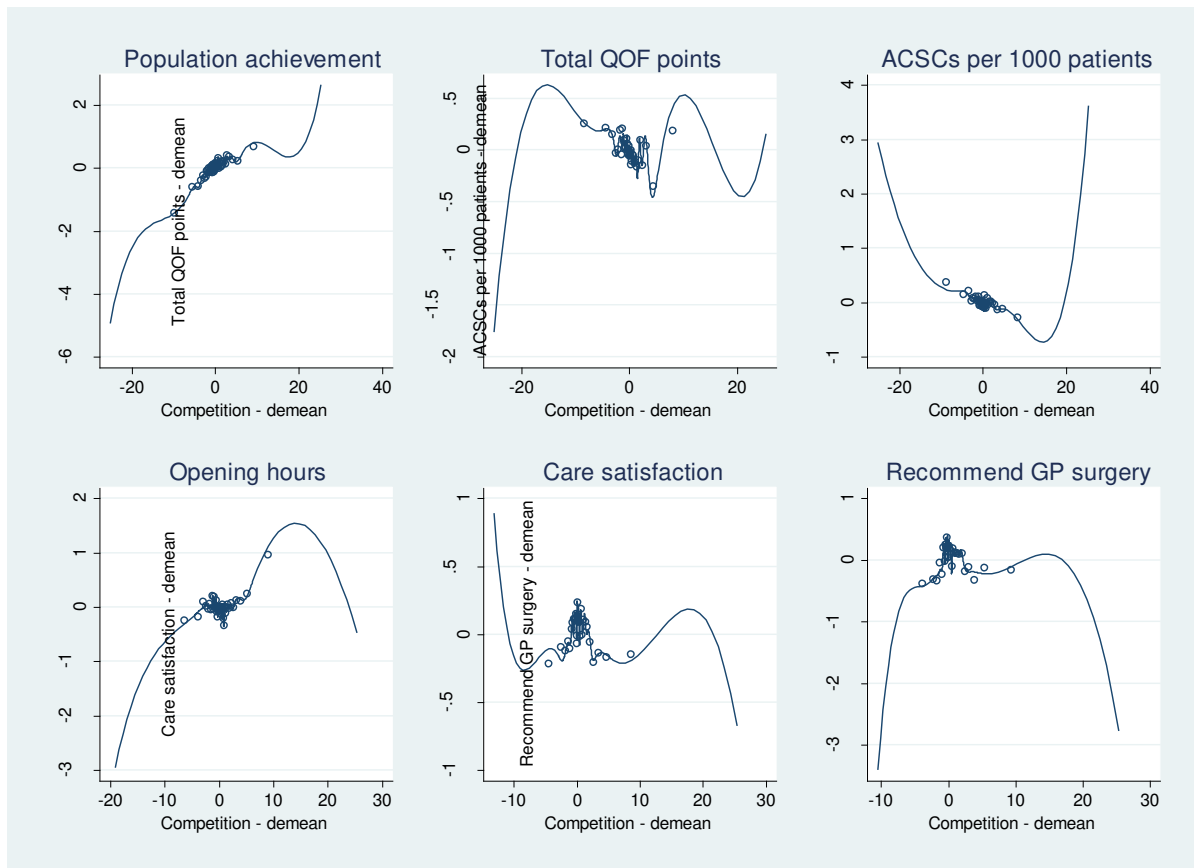 Population achievement
Total QOF points
ACSCs per 1000 patients
2
0
-2
-4
-6
Total QOF points - demean
-20 0 20 40
Competition - demean
.5
0
-.5
-1
-1.5
-2
ACSCs per 1000 patients - demean
-20 0 20
Competition - demean
4
3
2
1
0
-1
-20 0 20 40
Competition - demean
Opening hours
Care satisfaction
Recommend GP surgery
2
1
0
-1
-2
-3
Care satisfaction - demean
-20 -10 0 10 20 30
Competition - demean
1
.5
0
-.5
-1
Recommend GP surgery - demean
-10 0 10 20 30
Competition - demean
1
0
-1
-2
-3
-10 0 10 20 30
Competition - demean